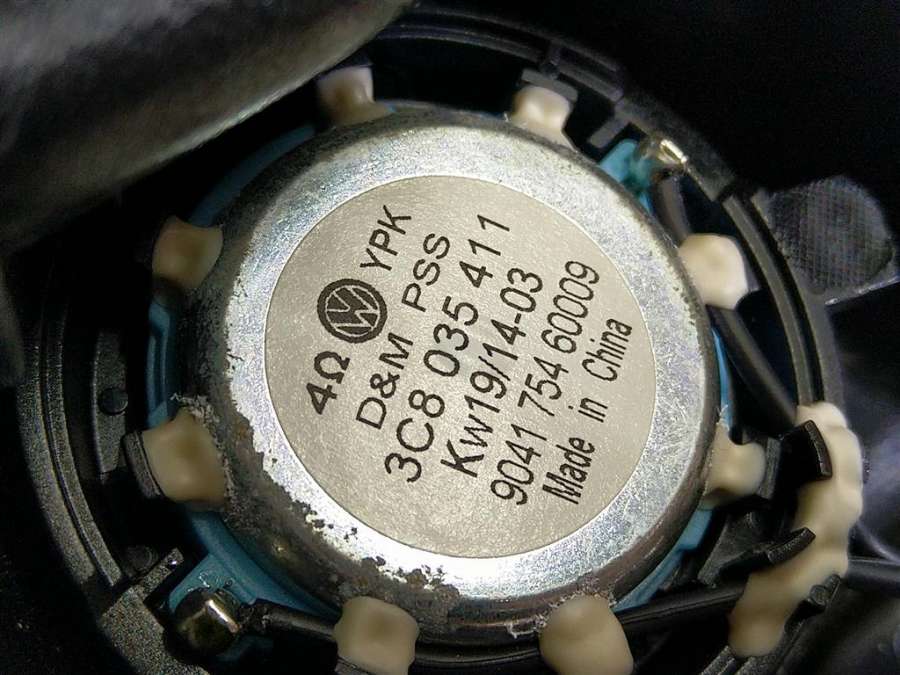 4Ω YPK
D&M PSS
3C8 035 411
Kw19/14-03
9041 754 60009
Made in China